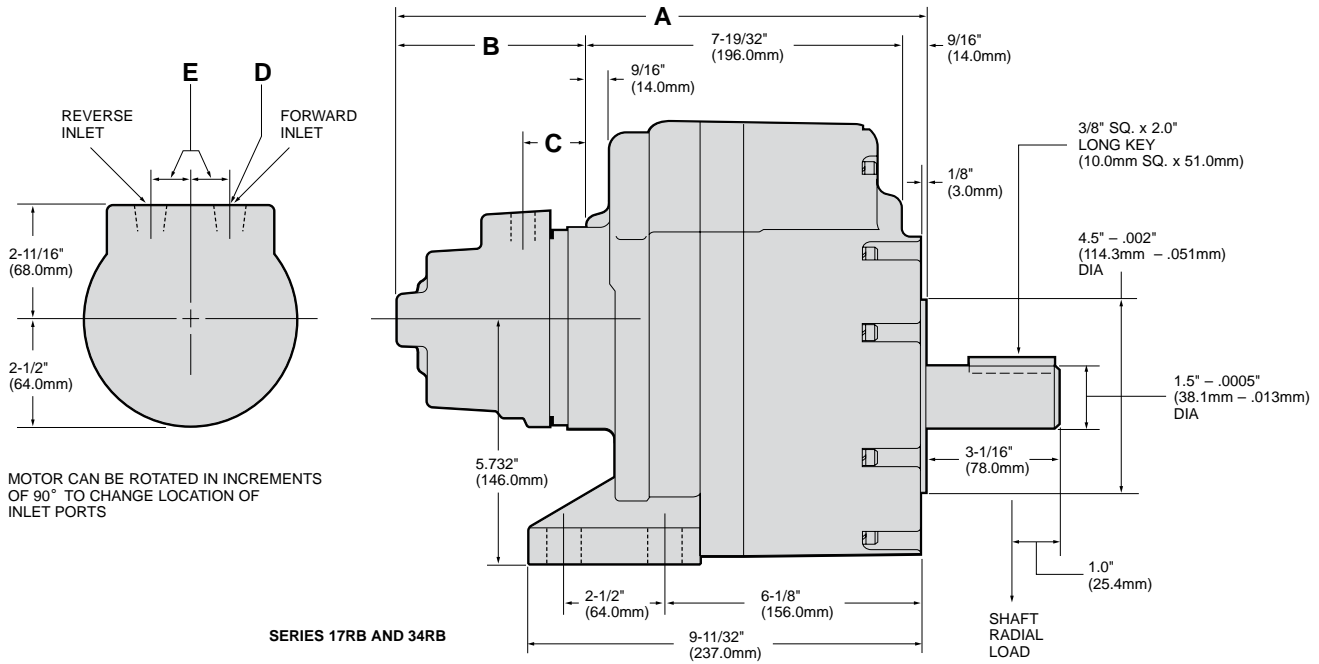 A
B
7-19/32"
(196.0mm)
9/16"
(14.0mm)
9/16"
(14.0mm)
E
D
REVERSE
INLET
FORWARD
INLET
C
3/8" SQ. x 2.0"
LONG KEY
(10.0mm SQ. x 51.0mm)
1/8"
(3.0mm)
2-11/16"
(68.0mm)
4.5" – .002"
(114.3mm – .051mm)
DIA
2-1/2"
(64.0mm)
1.5" – .0005"
(38.1mm – .013mm)
DIA
5.732"
(146.0mm)
3-1/16"
(78.0mm)
MOTOR CAN BE ROTATED IN INCREMENTS
OF 90° TO CHANGE LOCATION OF
INLET PORTS
1.0"
(25.4mm)
2-1/2"
(64.0mm)
6-1/8"
(156.0mm)
SHAFT
RADIAL
LOAD
SERIES 17RB AND 34RB
9-11/32"
(237.0mm)